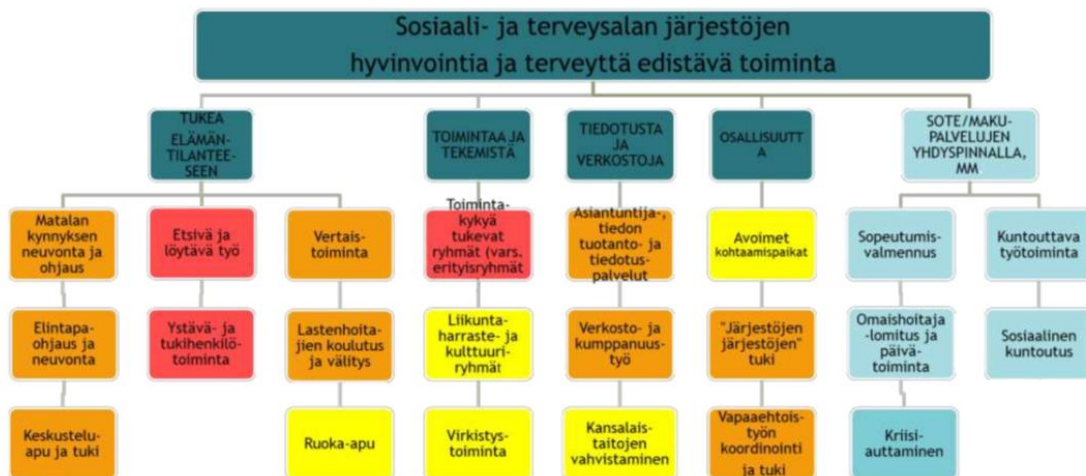 Sosiaali- ja terveysalan järjestöjen
hyvinvointia ja terveyttä edistävä toiminta
TUKEA
ELÄMÄN-
TILANTEE-
SEEN
TOIMINTAA JA
TEKEMISTÄ
TIEDOTUSTA
JA
VERKOSTOJA
OSALLISUUTT
A
SOTE/MAKU-
PALVELUJEN
YHDYSPINNALLA,
MM
Matalan
kynnyksen
neuvonta ja
ohjaus
Etsivä ja
löytävä työ
Vertais-
toiminta
Toiminta-
kykyä
tukevat
ryhmät (vars.
erityisryhmät
Asiantuntija-,
tiedon
tuotanto- ja
tiedotus-
palvelut
Avoimet
kohtaamispaikat
Sopeutumis-
valmennus
Kuntouttava
työtoiminta
Elintapa-
ohjaus ja
neuvonta
Ystävä- ja
tukihenkilö-
toiminta
Lastenhoita-
jien koulutus
ja välitys
Liikunta-
harraste- ja
kulttuuri-
ryhmät
Verkosto- ja
kumppanuus-
työ
"Järjestöjen
järjestöjen"
tuki
Omaishoitaja
-lomitus ja
päivä-
toiminta
Sosiaalinen
kuntoutus
Keskustelu-
apu ja tuki
Ruoka-apu
Virkistys-
toiminta
Kansalais-
taitojen
vahvistaminen
Vapaaehtois-
työn
koordinointi
ja tuki
Kriisi-
auttaminen